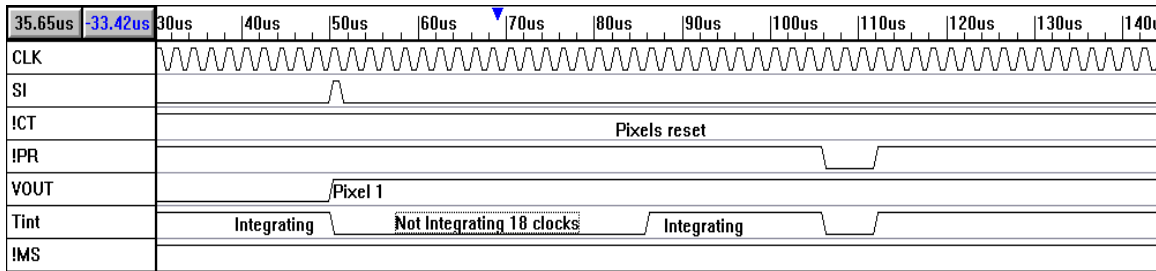 35.65us -33.42us 30us 40us 50us 60us 70us 80us 90us 100us 110us 120us 130us 140u
CLK
SI
!CT
Pixels reset
!PR
VOUT Pixel 1
Tint Integrating Not Integrating 18 clocks Integrating
!MS